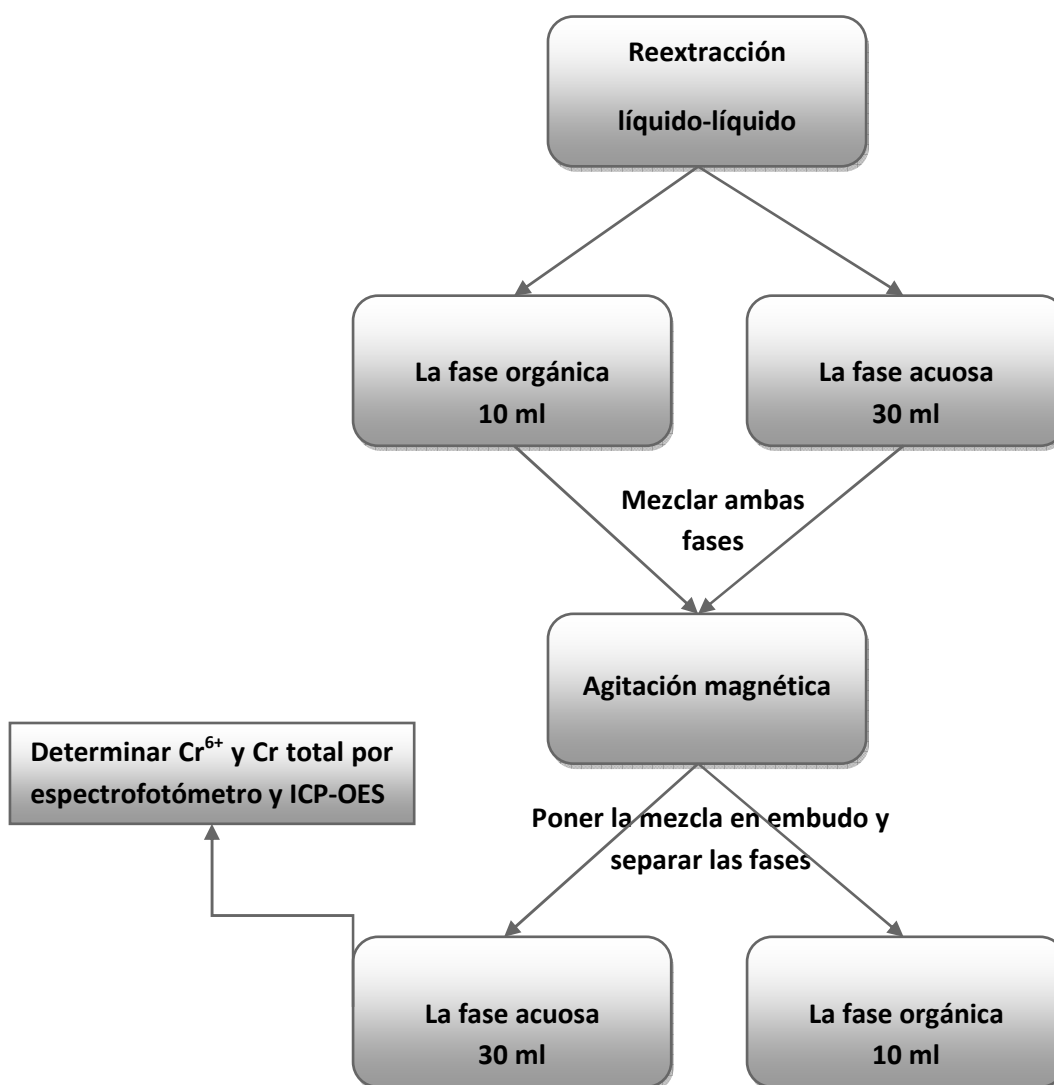 Reextracción
líquido-líquido
La fase orgánica
10 ml
La fase acuosa
30 ml
Mezclar ambas
fases
Agitación magnética
Determinar Cr⁶⁺ y Cr total por
espectrofotómetro y ICP-OES
Poner la mezcla en embudo y
separar las fases
La fase acuosa
30 ml
La fase orgánica
10 ml